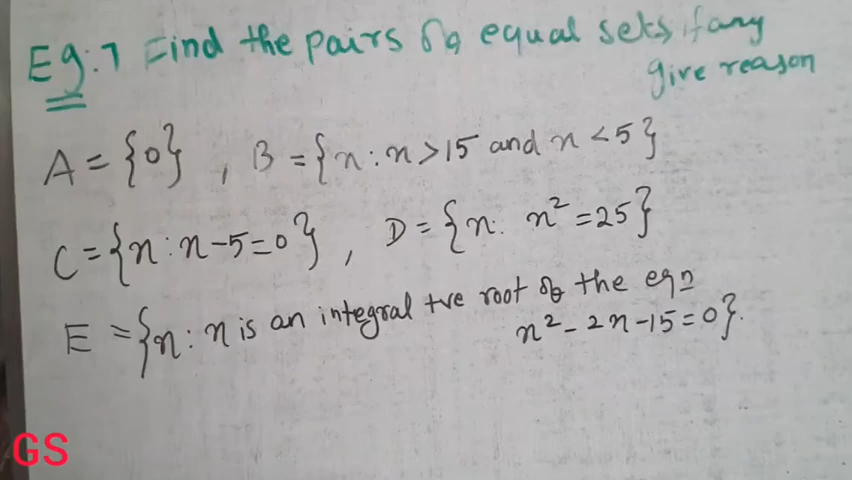 Eg:7 Find the pairs of equal sets if any
give reason
A = {0} , B = {x : x > 15 and x < 5}
C = {x : x - 5 = 0} , D = {x : x² = 25}
E = {x : x is an integral +ve root of the eqn
x² - 2x - 15 = 0}.
GS